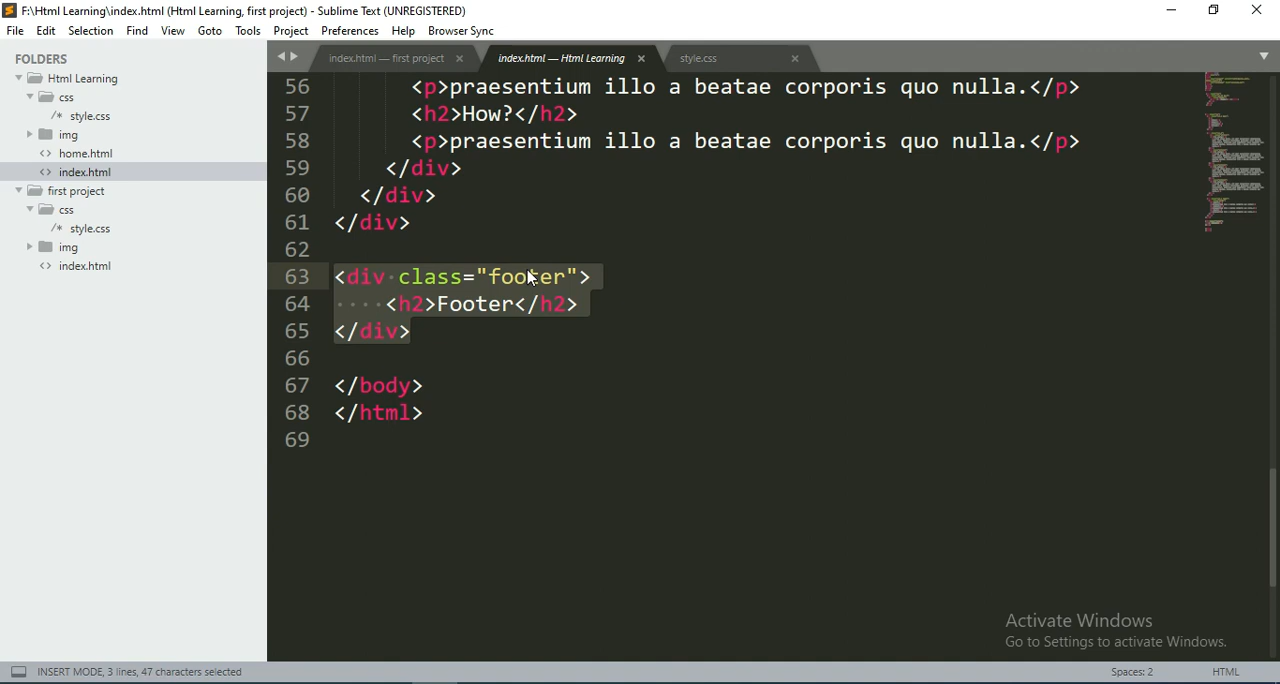 F:\Html Learning\index.html (Html Learning, first project) - Sublime Text (UNREGISTERED)
File Edit Selection Find View Goto Tools Project Preferences Help Browser Sync
FOLDERS
Html Learning
css
/* style.css
img
<> home.html
<> index.html
first project
css
/* style.css
img
<> index.html
index.html — first project × index.html — Html Learning × style.css ×
56 <p>praesentium illo a beatae corporis quo nulla.</p>
57 <h2>How?</h2>
58 <p>praesentium illo a beatae corporis quo nulla.</p>
59 </div>
60 </div>
61 </div>
62
63 <div class="footer">
64 <h2>Footer</h2>
65 </div>
66
67 </body>
68 </html>
69
Activate Windows
Go to Settings to activate Windows.
INSERT MODE, 3 lines, 47 characters selected Spaces: 2 HTML